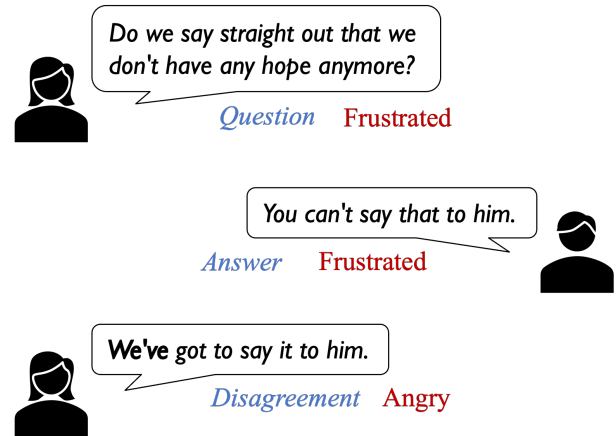 Do we say straight out that we
don't have any hope anymore?
Question Frustrated
You can't say that to him.
Answer Frustrated
We've got to say it to him.
Disagreement Angry